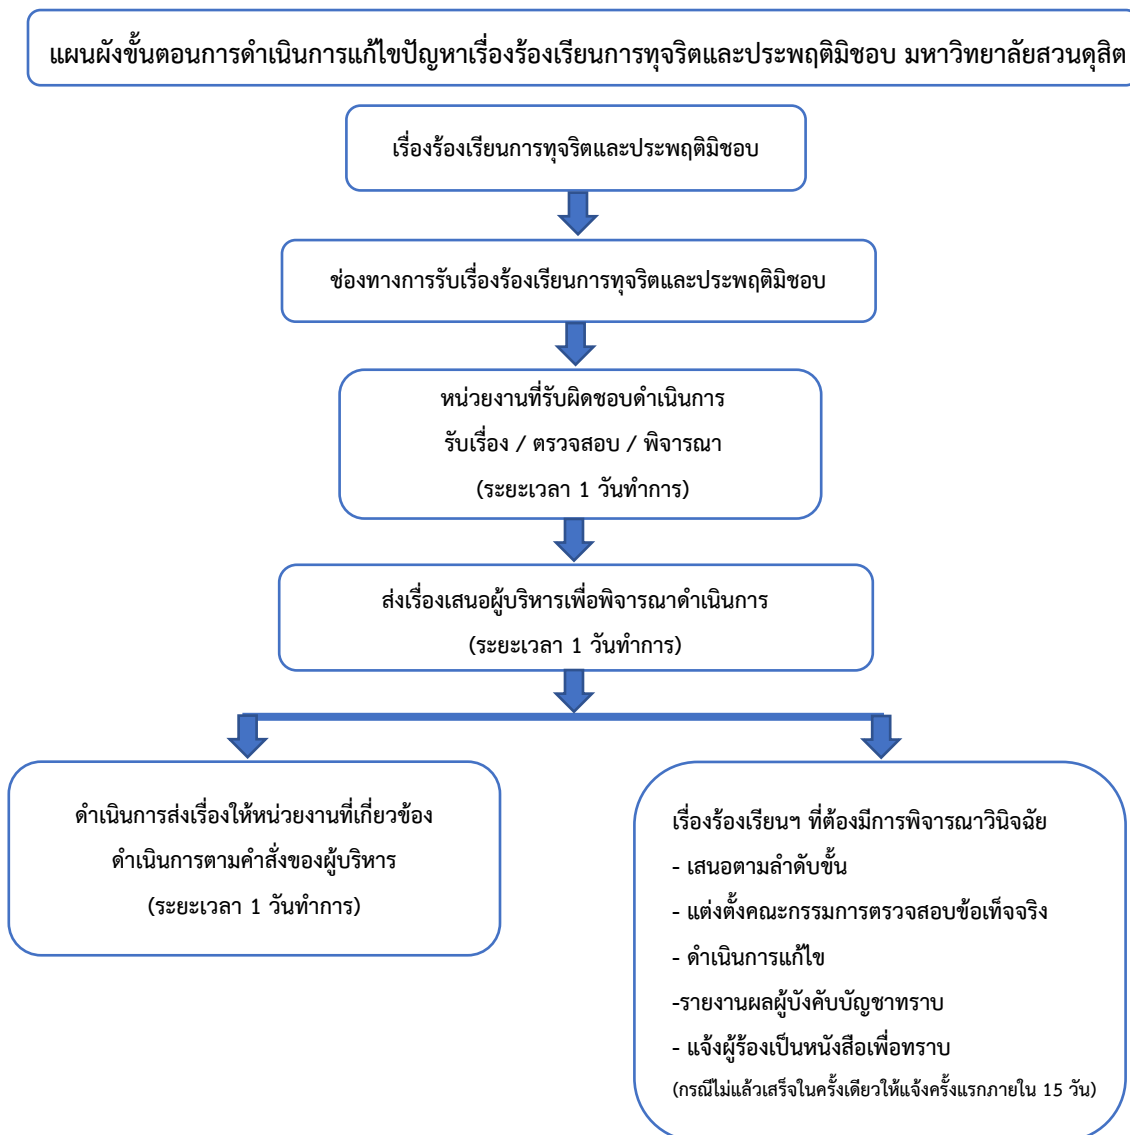 แผนผังขั้นตอนการดำเนินการแก้ไขปัญหาเรื่องร้องเรียนการทุจริตและประพฤติมิชอบ มหาวิทยาลัยสวนดุสิต
เรื่องร้องเรียนการทุจริตและประพฤติมิชอบ
ช่องทางการรับเรื่องร้องเรียนการทุจริตและประพฤติมิชอบ
หน่วยงานที่รับผิดชอบดำเนินการ
รับเรื่อง / ตรวจสอบ / พิจารณา
(ระยะเวลา 1 วันทำการ)
ส่งเรื่องเสนอผู้บริหารเพื่อพิจารณาดำเนินการ
(ระยะเวลา 1 วันทำการ)
ดำเนินการส่งเรื่องให้หน่วยงานที่เกี่ยวข้อง
ดำเนินการตามคำสั่งของผู้บริหาร
(ระยะเวลา 1 วันทำการ)
เรื่องร้องเรียนฯ ที่ต้องมีการพิจารณาวินิจฉัย
- เสนอตามลำดับขั้น
- แต่งตั้งคณะกรรมการตรวจสอบข้อเท็จจริง
- ดำเนินการแก้ไข
-รายงานผลผู้บังคับบัญชาทราบ
- แจ้งผู้ร้องเป็นหนังสือเพื่อทราบ
(กรณีไม่แล้วเสร็จในครั้งเดียวให้แจ้งครั้งแรกภายใน 15 วัน)